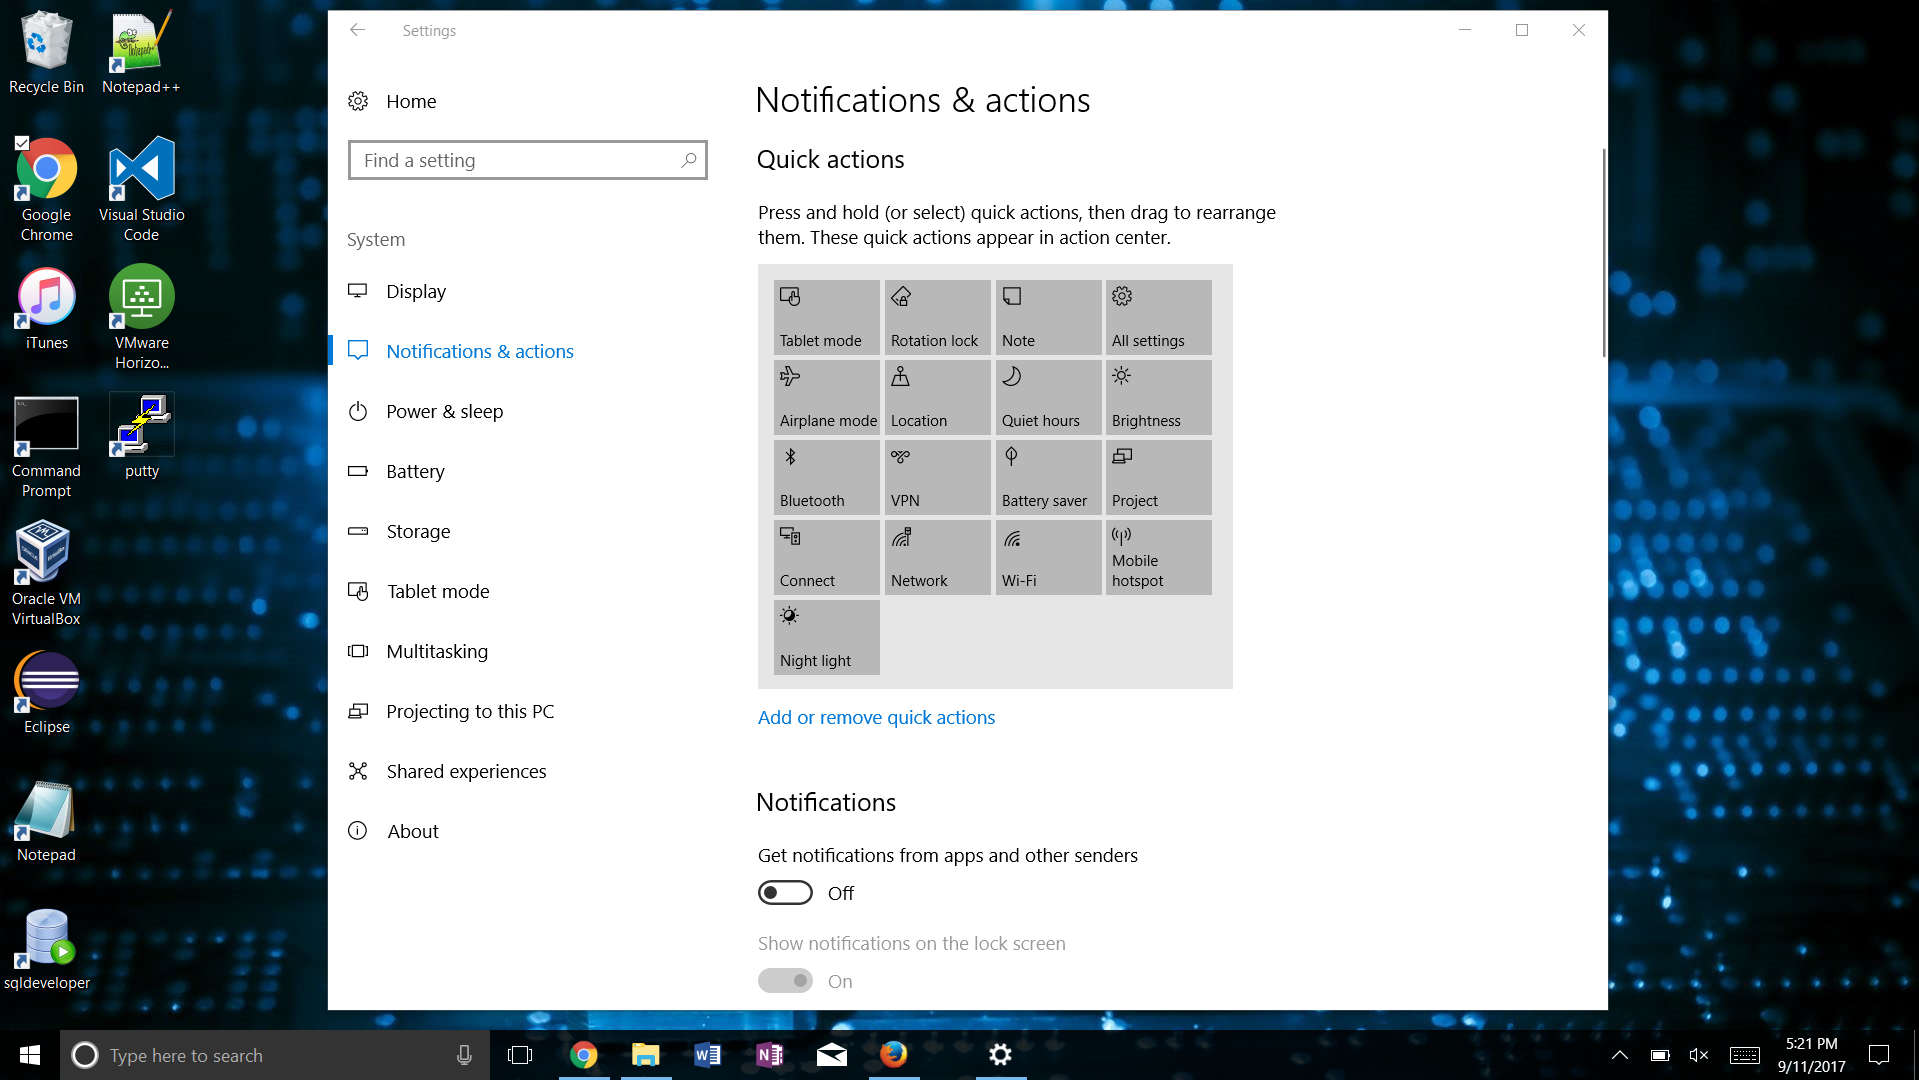 Recycle Bin
Notepad++
Google
Chrome
Visual Studio
Code
iTunes
VMware
Horizo...
Command
Prompt
putty
Oracle VM
VirtualBox
Eclipse
Notepad
sqldeveloper
Settings
Home
Find a setting
System
Display
Notifications & actions
Power & sleep
Battery
Storage
Tablet mode
Multitasking
Projecting to this PC
Shared experiences
About
Notifications & actions
Quick actions
Press and hold (or select) quick actions, then drag to rearrange
them. These quick actions appear in action center.
Tablet mode
Rotation lock
Note
All settings
Airplane mode
Location
Quiet hours
Brightness
Bluetooth
VPN
Battery saver
Project
Connect
Network
Wi-Fi
Mobile
hotspot
Night light
Add or remove quick actions
Notifications
Get notifications from apps and other senders
Off
Show notifications on the lock screen
On
Type here to search
5:21 PM
9/11/2017